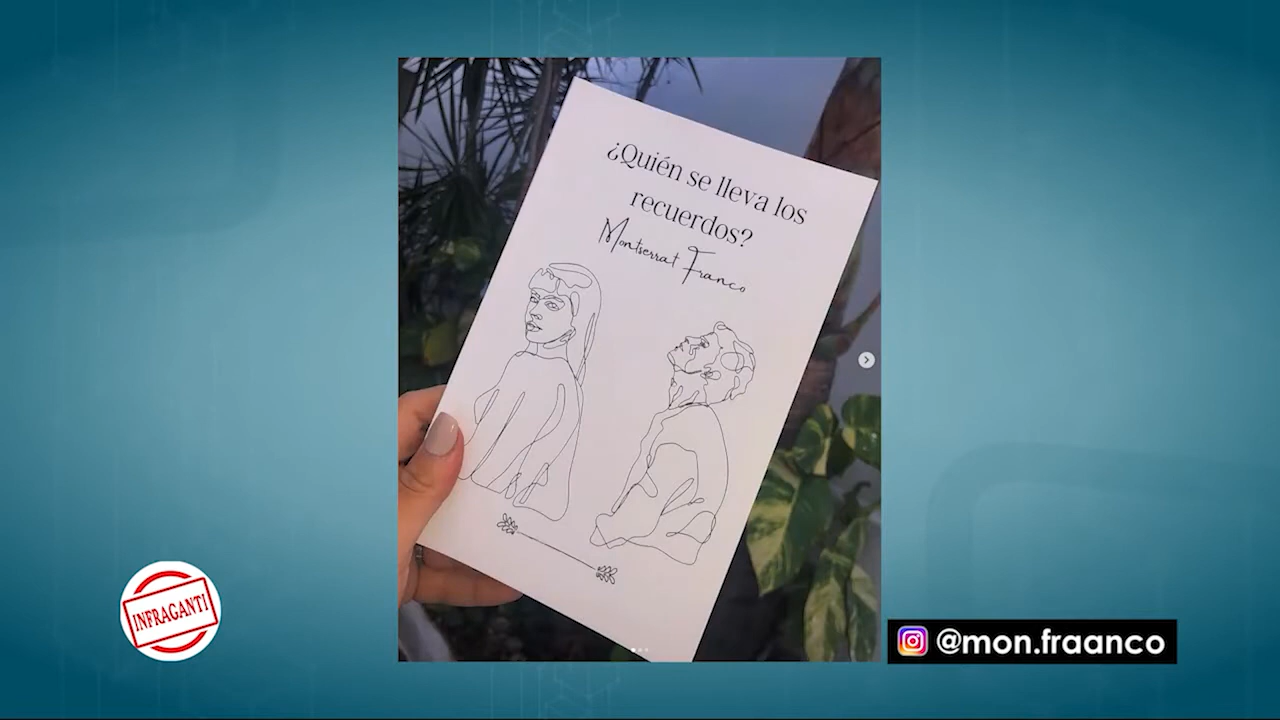 ¿Quién se lleva los
recuerdos?
Montserrat Franco
INFRAGANTI
@mon.fraanco